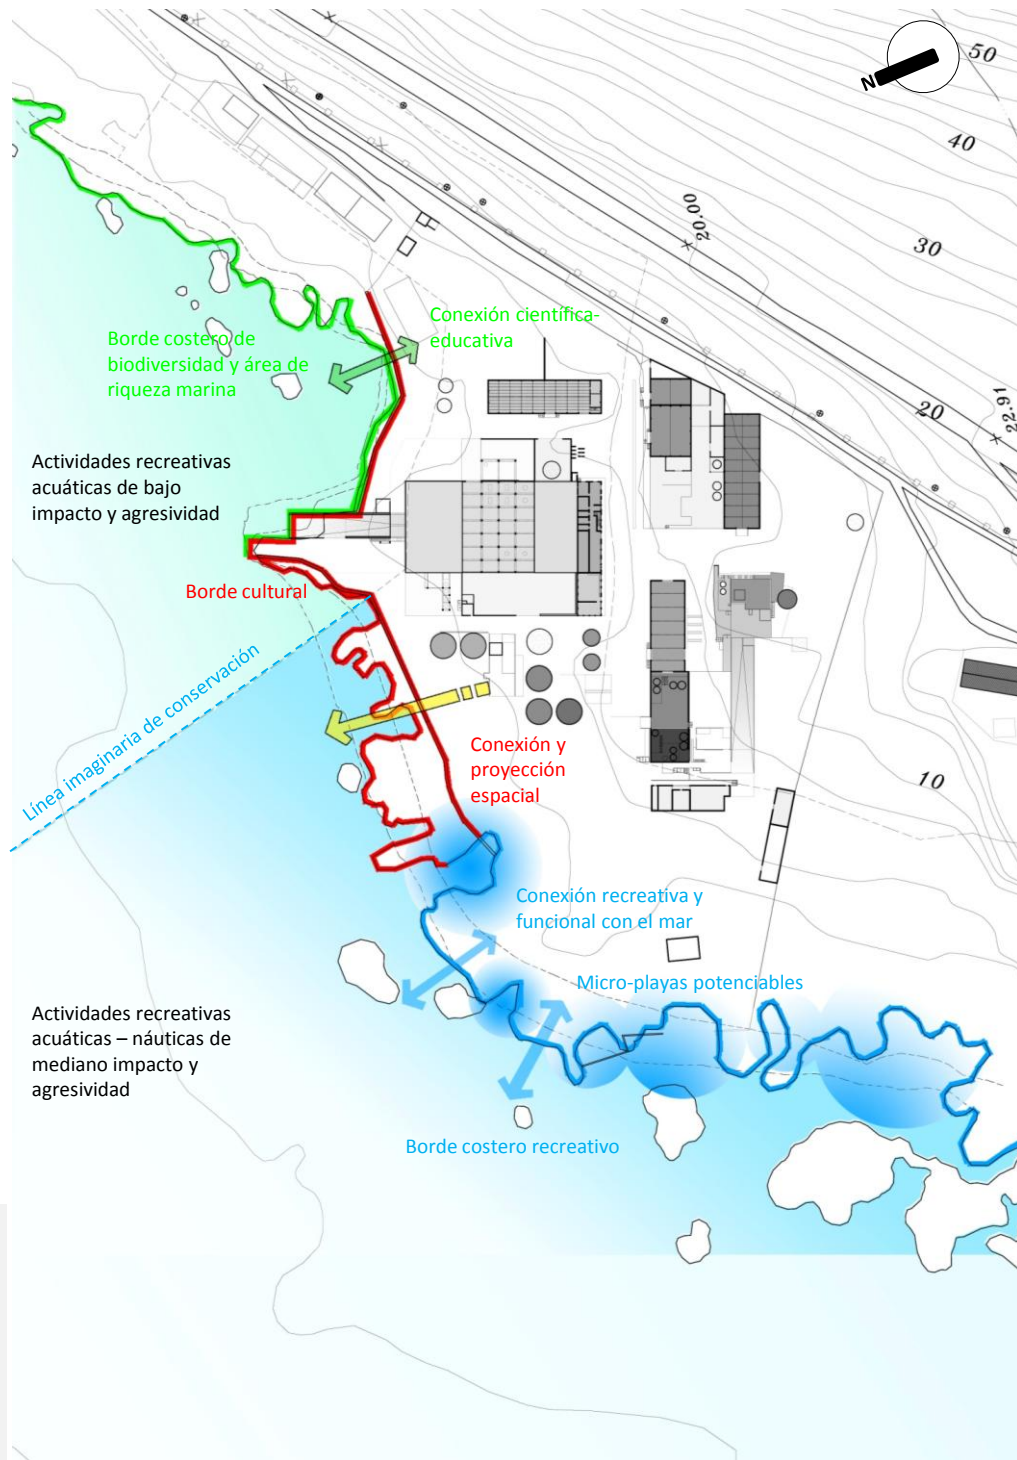 50
N
40
20.00
30
Conexión científica-
educativa
Borde costero de
biodiversidad y área de
riqueza marina
20
22.91
Actividades recreativas
acuáticas de bajo
impacto y agresividad
Borde cultural
Línea imaginaria de conservación
Conexión y
proyección
espacial
10
Conexión recreativa y
funcional con el mar
Micro-playas potenciables
Actividades recreativas
acuáticas – náuticas de
mediano impacto y
agresividad
Borde costero recreativo